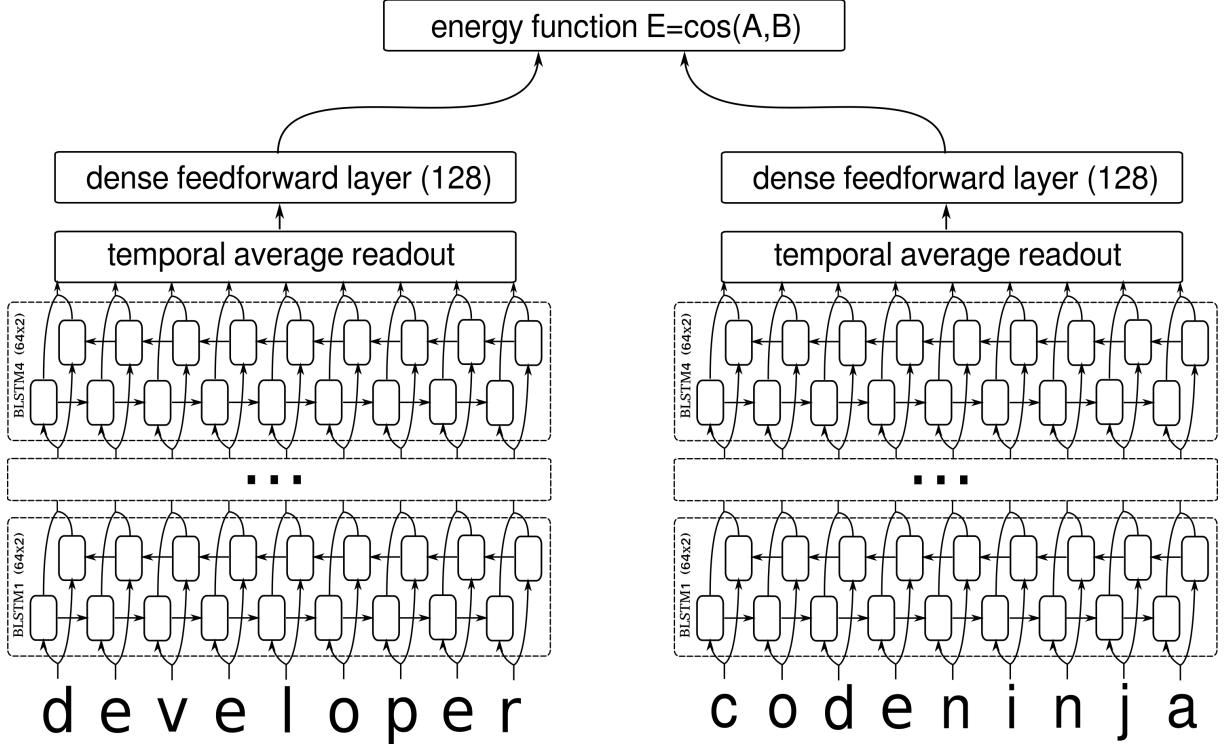 energy function E=cos(A,B)
dense feedforward layer (128)
dense feedforward layer (128)
temporal average readout
temporal average readout
BLSTM4 (64x2)
BLSTM4 (64x2)
...
...
BLSTM1 (64x2)
BLSTM1 (64x2)
d e v e l o p e r
c o d e n i n j a